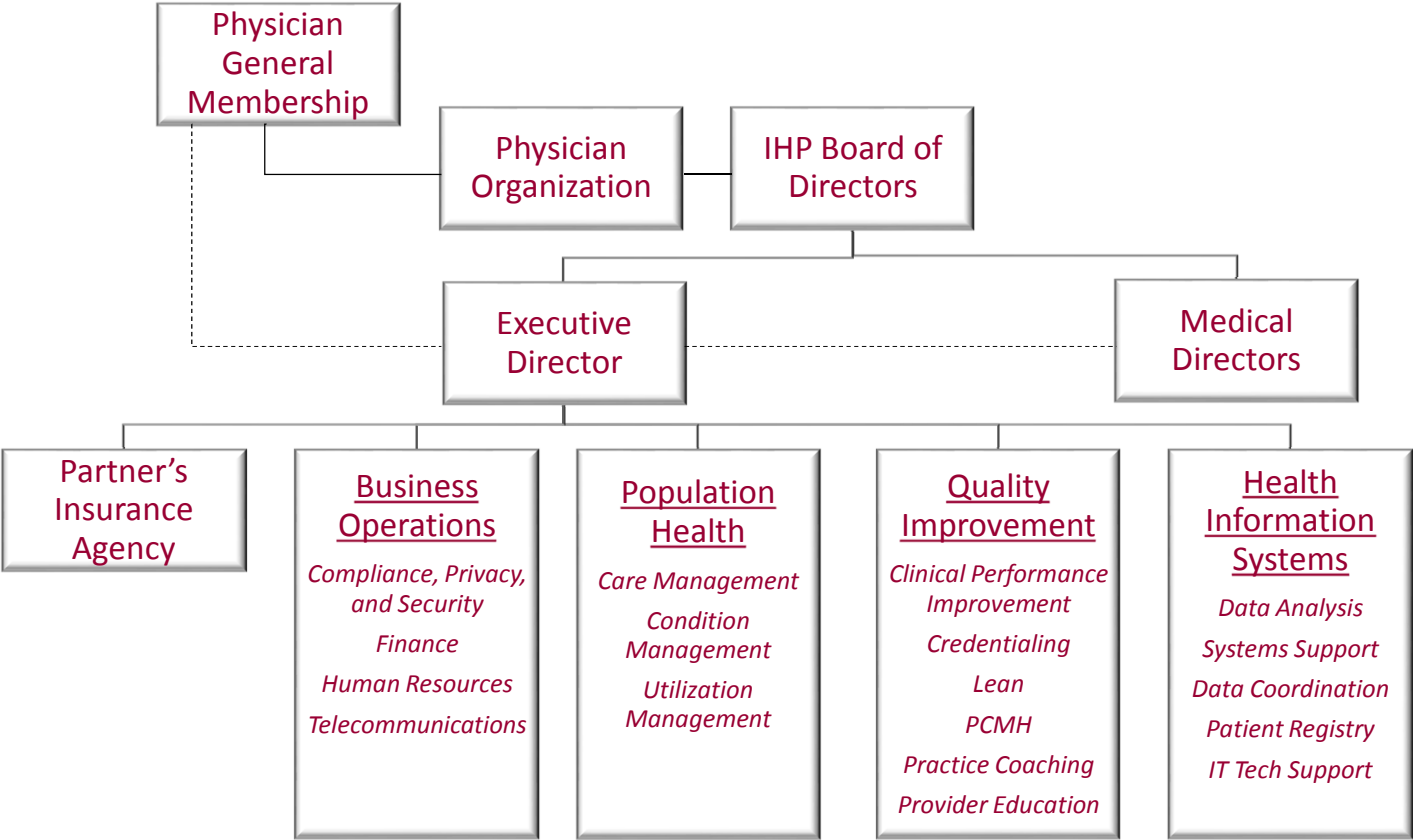 Physician
General
Membership
Physician
Organization
IHP Board of
Directors
Executive
Director
Medical
Directors
Partner’s
Insurance
Agency
Business
Operations
Compliance, Privacy,
and Security
Finance
Human Resources
Telecommunications
Population
Health
Care Management
Condition
Management
Utilization
Management
Quality
Improvement
Clinical Performance
Improvement
Credentialing
Lean
PCMH
Practice Coaching
Provider Education
Health
Information
Systems
Data Analysis
Systems Support
Data Coordination
Patient Registry
IT Tech Support